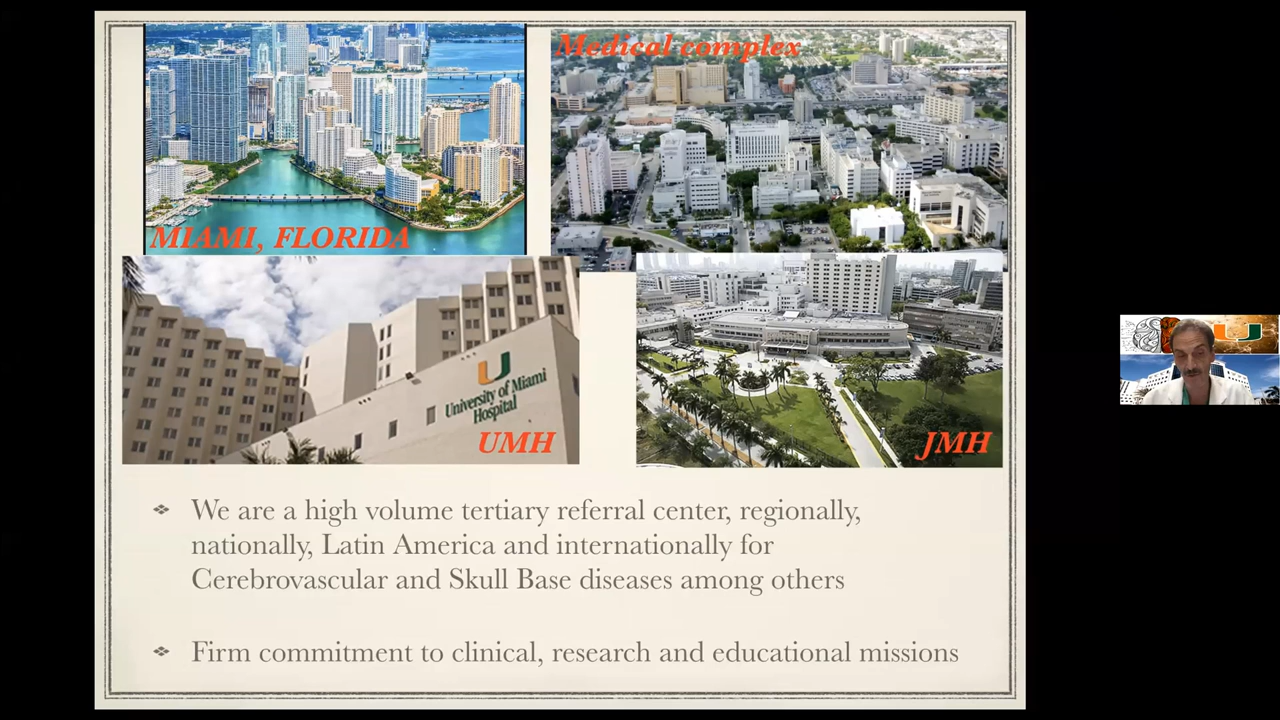 Medical complex
MIAMI, FLORIDA
University of Miami
Hospital
UMH
JMH
We are a high volume tertiary referral center, regionally,
nationally, Latin America and internationally for
Cerebrovascular and Skull Base diseases among others
Firm commitment to clinical, research and educational missions